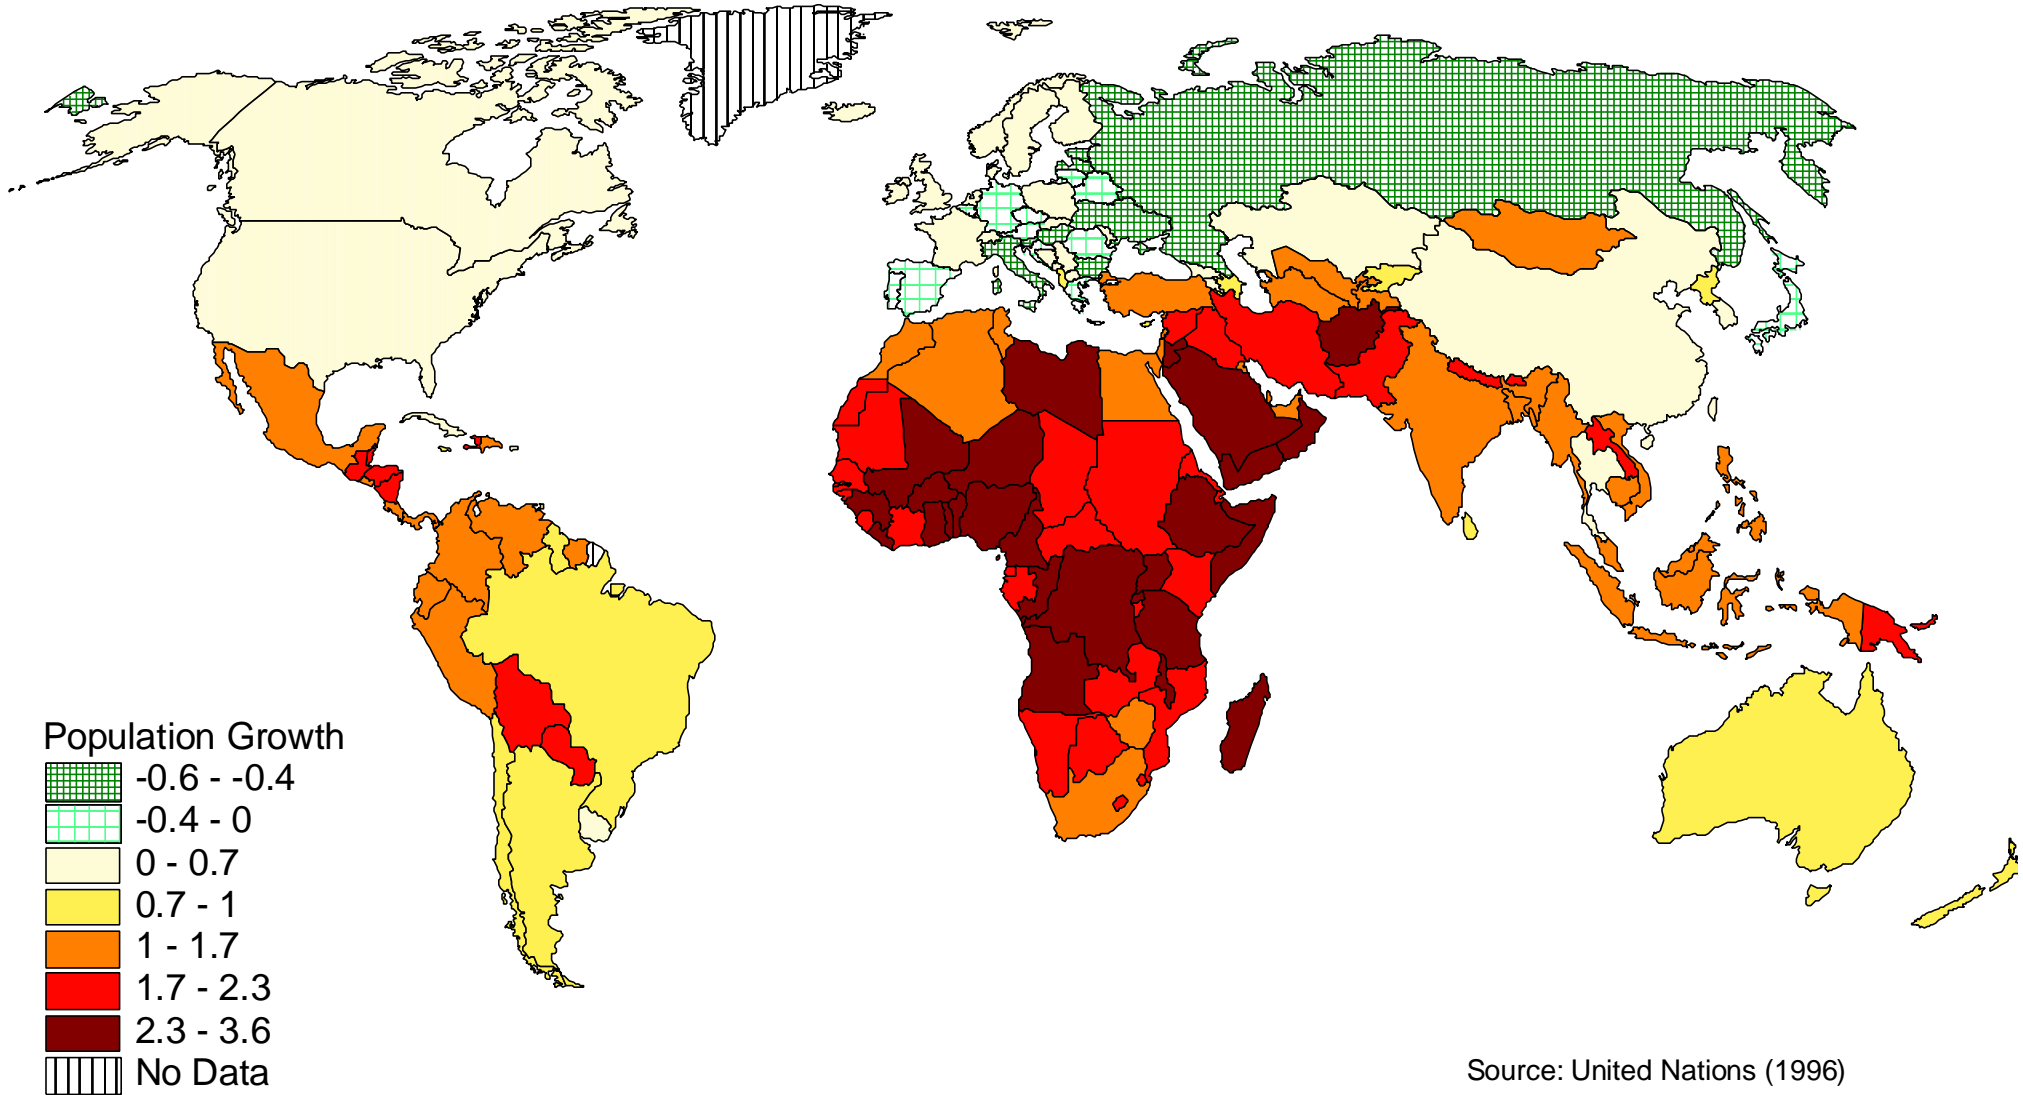 Population Growth
-0.6 - -0.4
-0.4 - 0
0 - 0.7
0.7 - 1
1 - 1.7
1.7 - 2.3
2.3 - 3.6
No Data
Source: United Nations (1996)